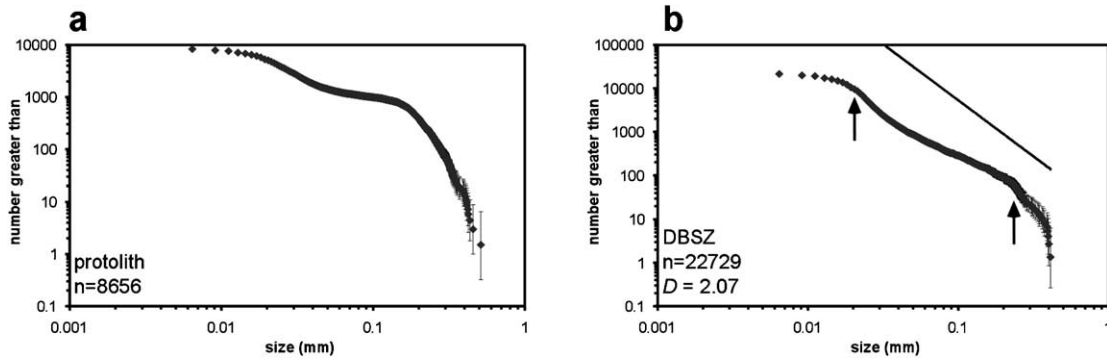 a
10000
1000
100
10
1
0.1
number greater than
protolith
n=8656
0.001
0.01
0.1
1
size (mm)
b
100000
10000
1000
100
10
1
0.1
number greater than
DBSZ
n=22729
D = 2.07
0.001
0.01
0.1
1
size (mm)